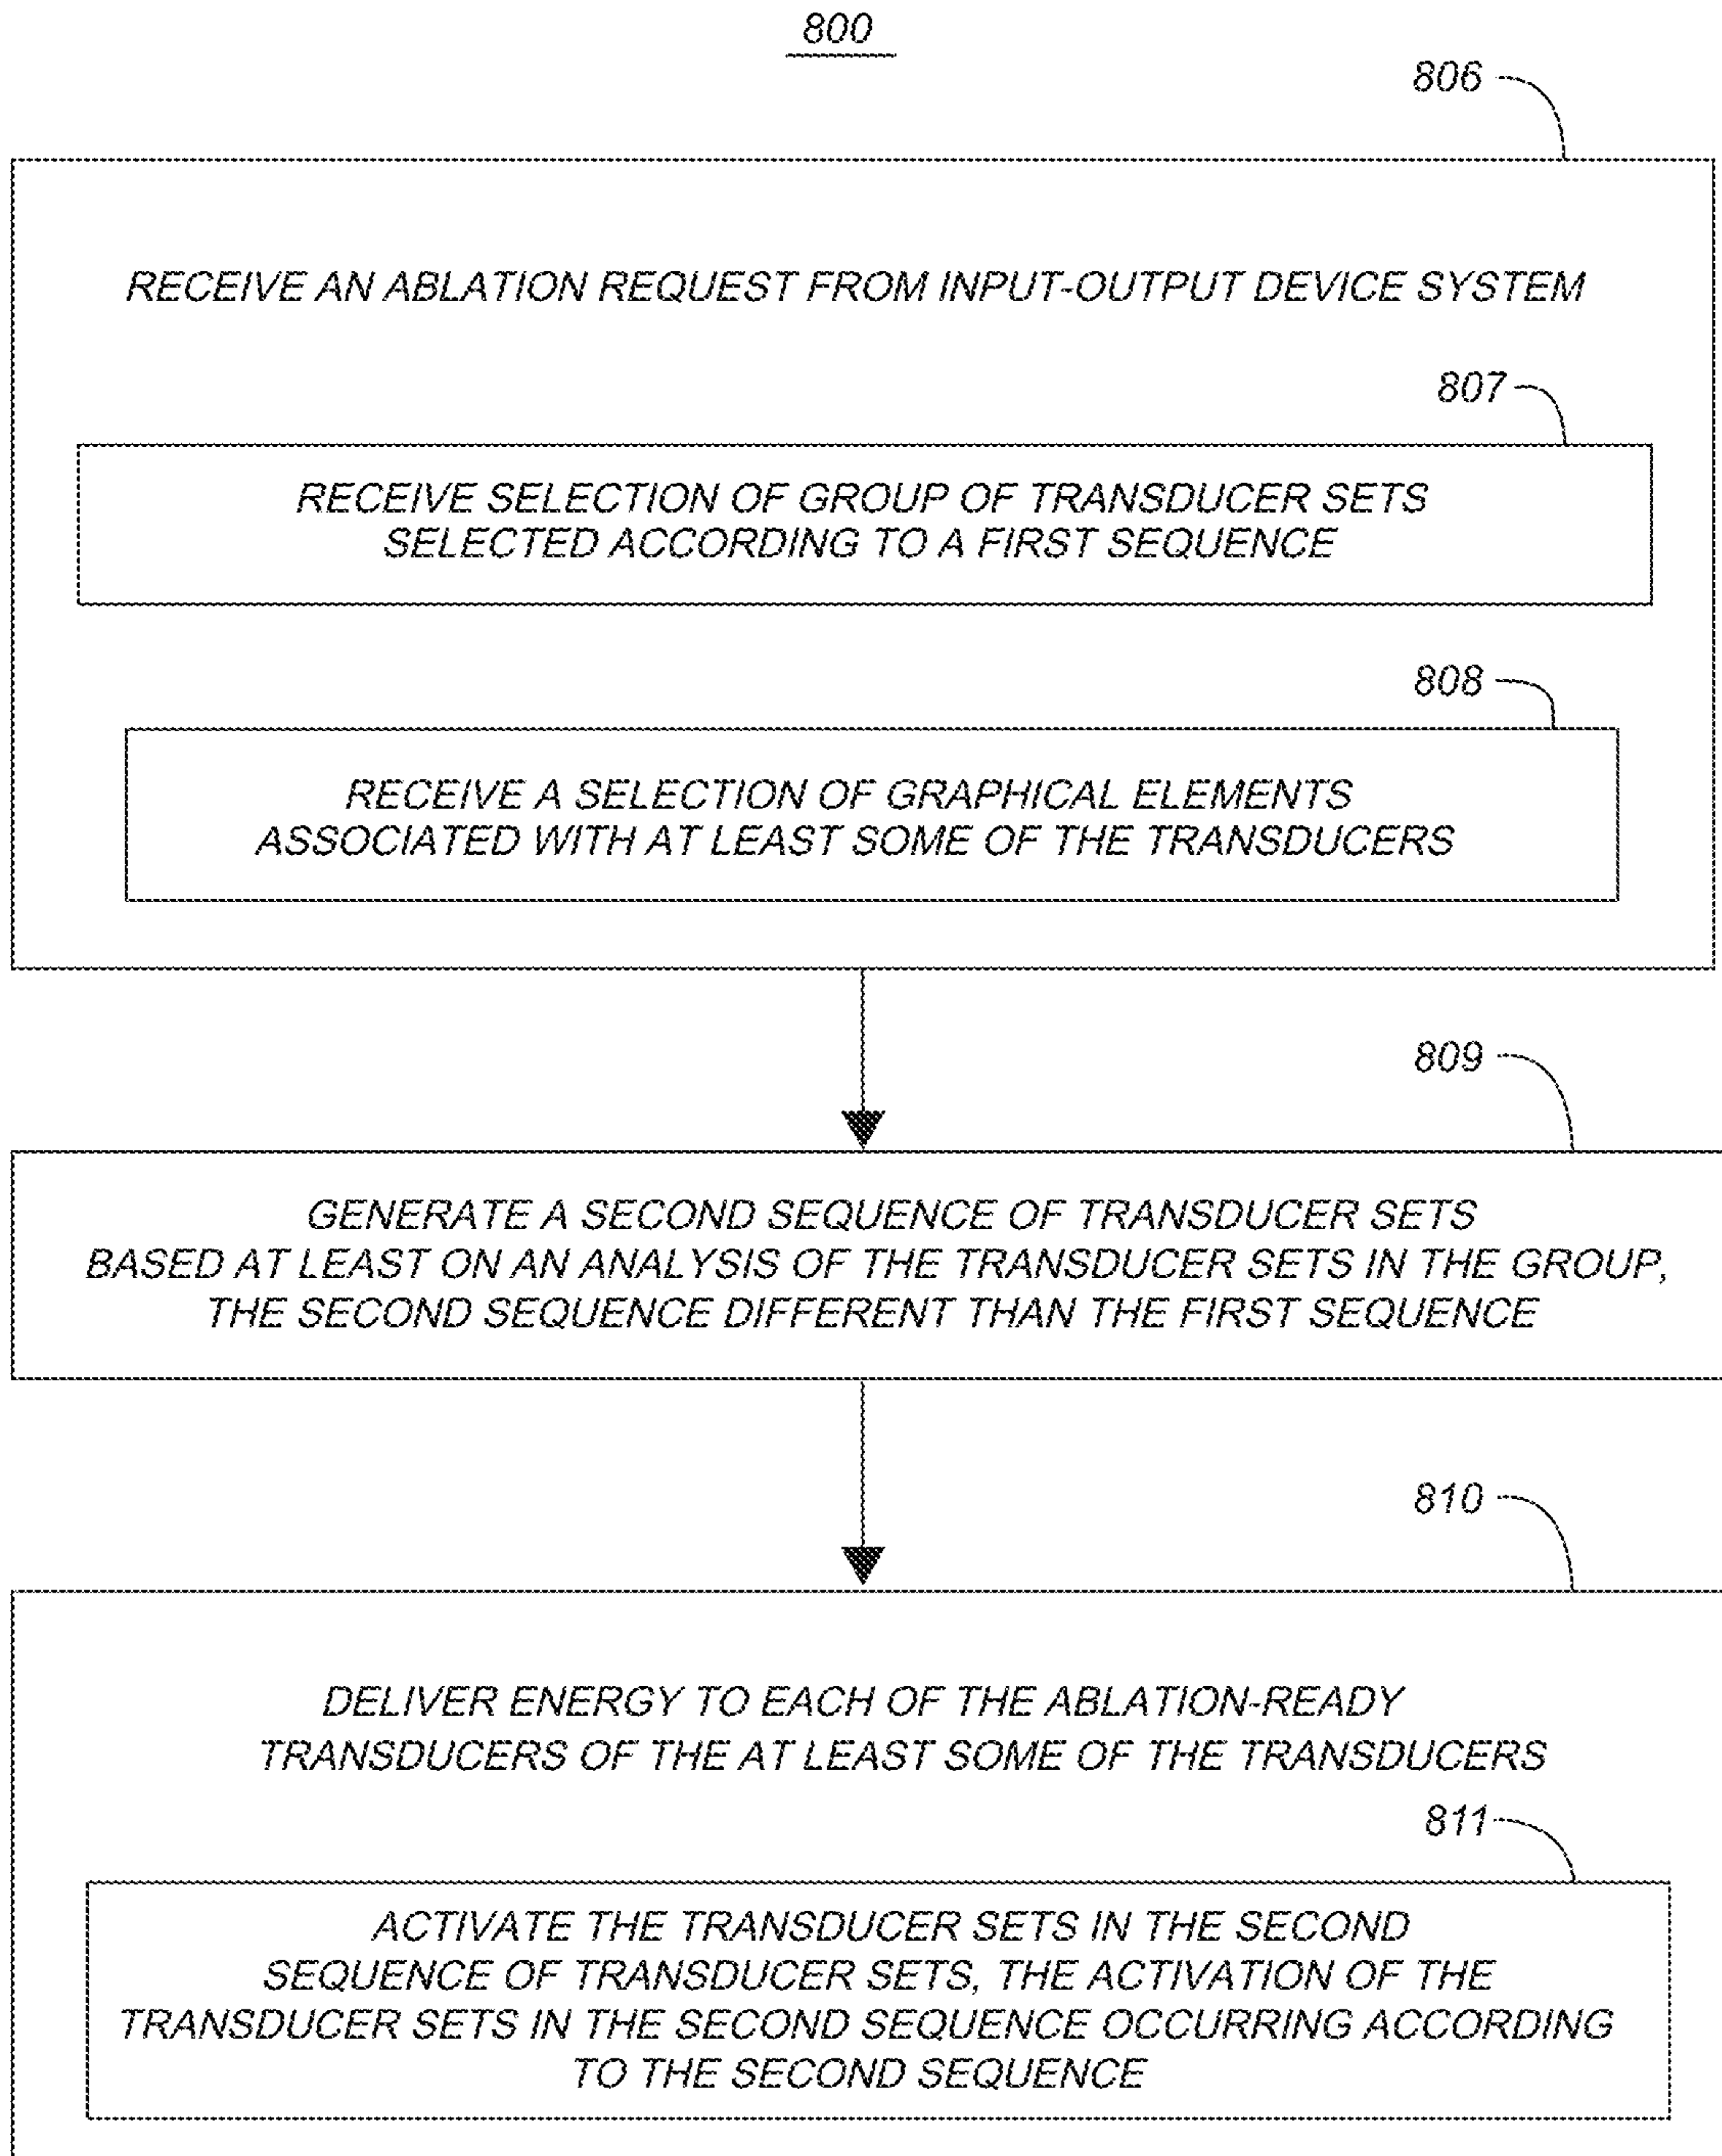 800
806
RECEIVE AN ABLATION REQUEST FROM INPUT-OUTPUT DEVICE SYSTEM
807
RECEIVE SELECTION OF GROUP OF TRANSDUCER SETS
SELECTED ACCORDING TO A FIRST SEQUENCE
808
RECEIVE A SELECTION OF GRAPHICAL ELEMENTS
ASSOCIATED WITH AT LEAST SOME OF THE TRANSDUCERS
809
GENERATE A SECOND SEQUENCE OF TRANSDUCER SETS
BASED AT LEAST ON AN ANALYSIS OF THE TRANSDUCER SETS IN THE GROUP,
THE SECOND SEQUENCE DIFFERENT THAN THE FIRST SEQUENCE
810
DELIVER ENERGY TO EACH OF THE ABLATION-READY
TRANSDUCERS OF THE AT LEAST SOME OF THE TRANSDUCERS
811
ACTIVATE THE TRANSDUCER SETS IN THE SECOND
SEQUENCE OF TRANSDUCER SETS, THE ACTIVATION OF THE
TRANSDUCER SETS IN THE SECOND SEQUENCE OCCURRING ACCORDING
TO THE SECOND SEQUENCE